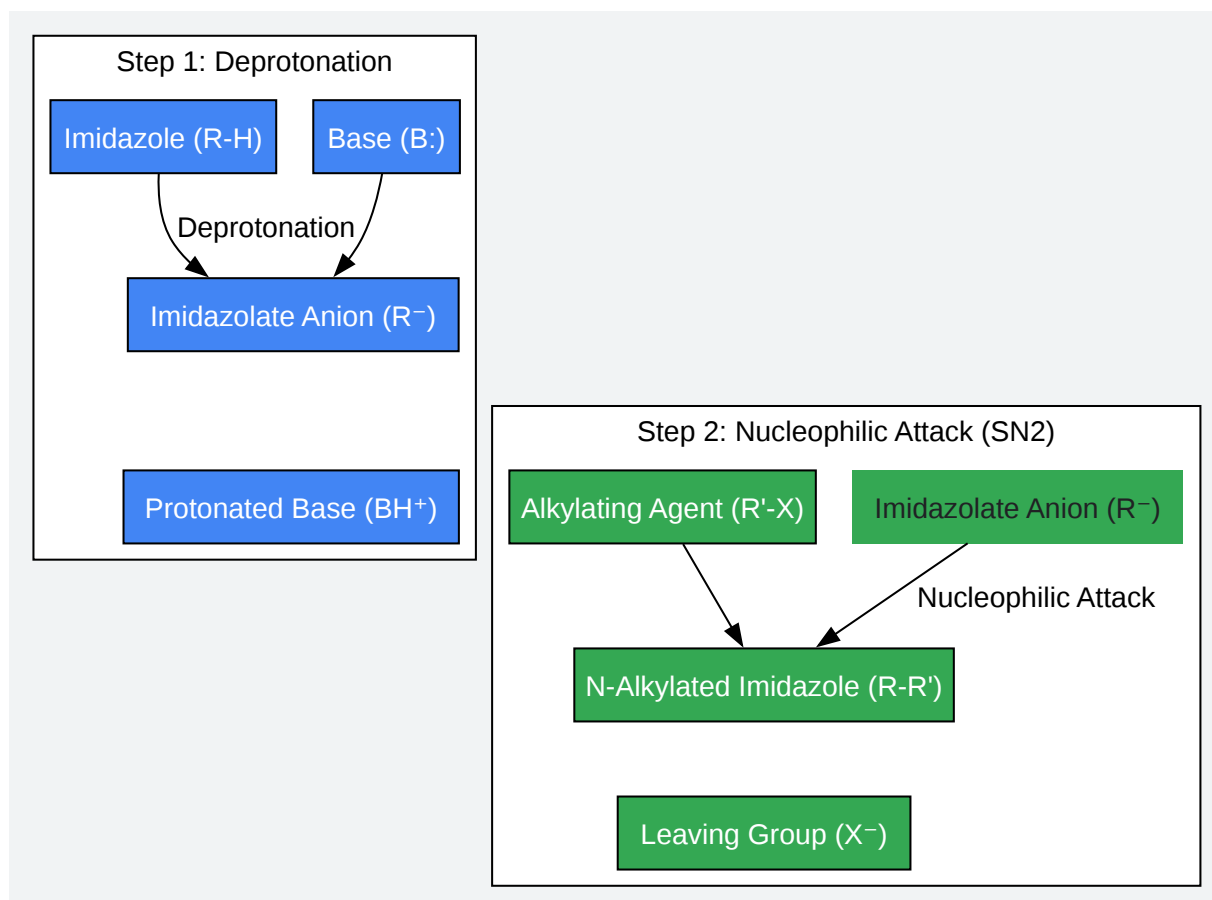 Step 1: Deprotonation
Imidazole (R-H)
Base (B:)
Deprotonation
Imidazolate Anion (R⁻)
Protonated Base (BH⁺)
Step 2: Nucleophilic Attack (SN2)
Alkylating Agent (R'-X)
Imidazolate Anion (R⁻)
Nucleophilic Attack
N-Alkylated Imidazole (R-R')
Leaving Group (X⁻)